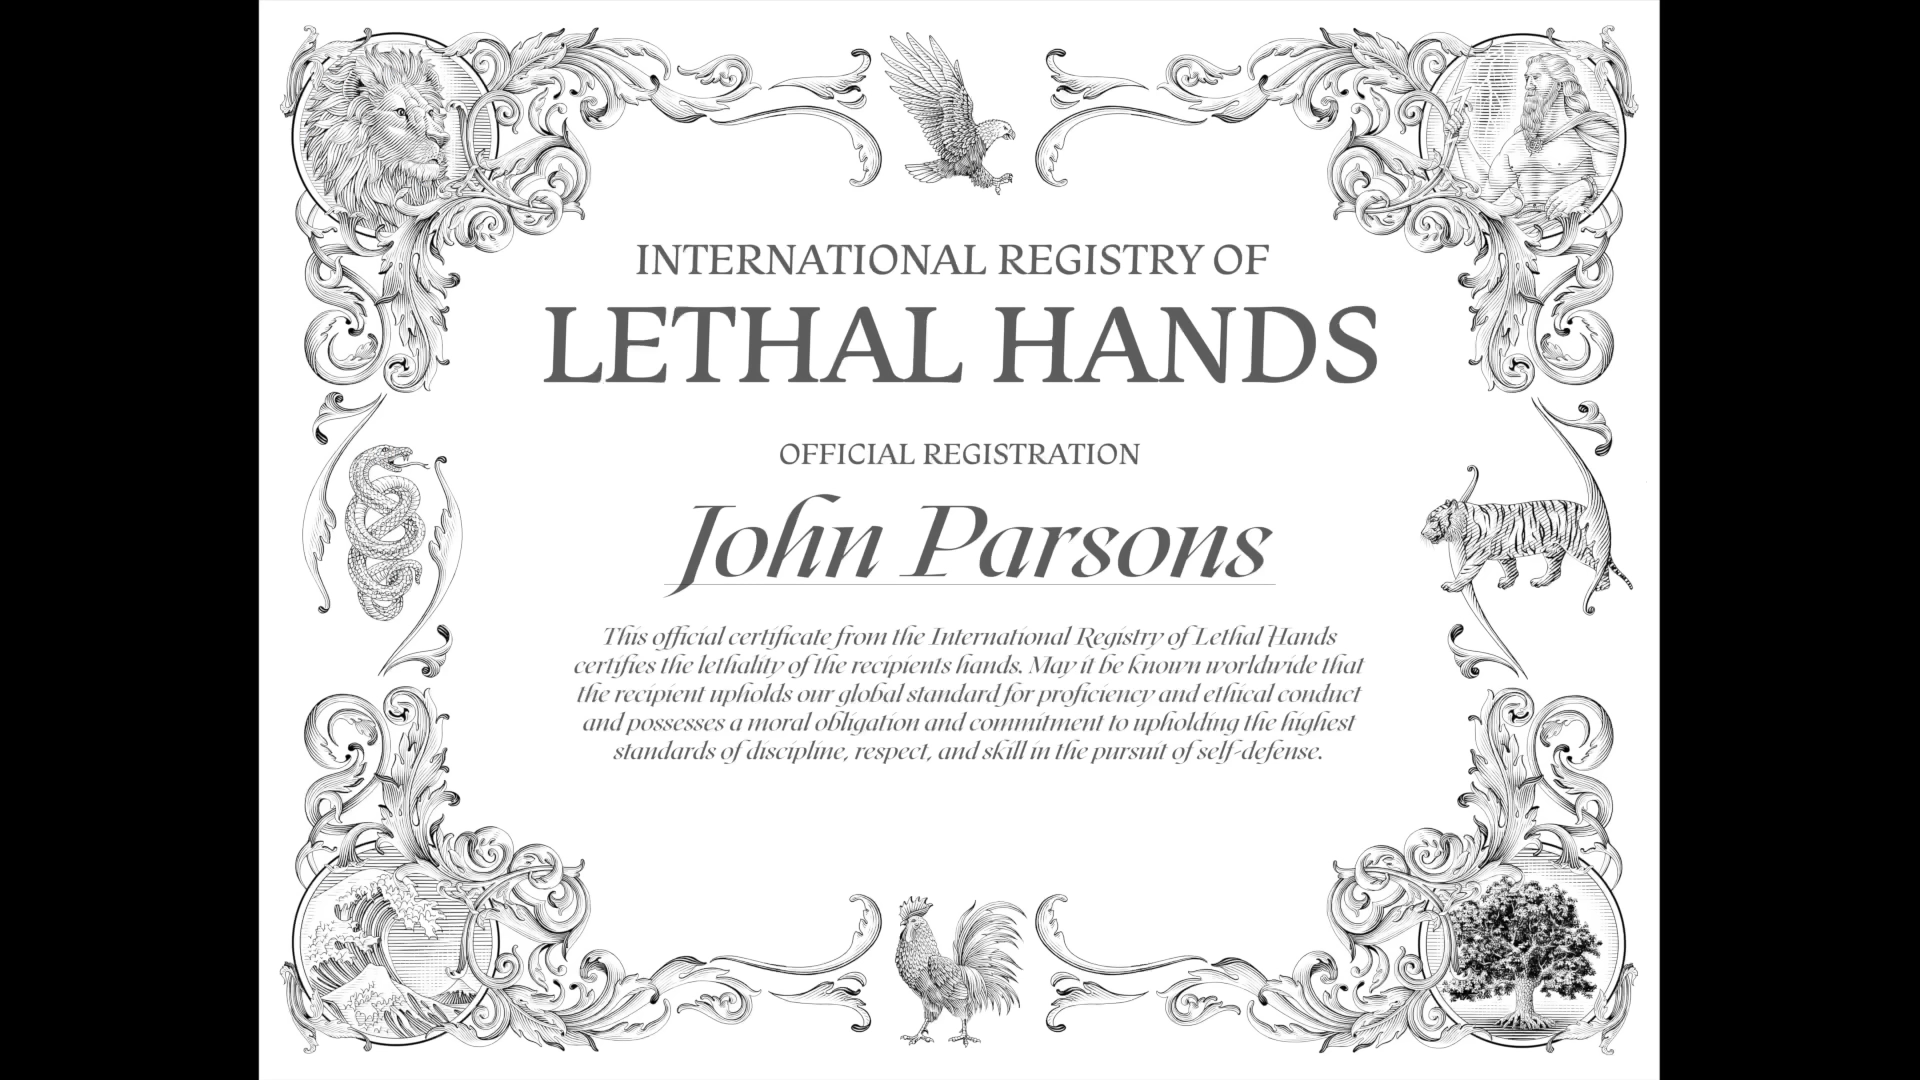 INTERNATIONAL REGISTRY OF
LETHAL HANDS
OFFICIAL REGISTRATION
John Parsons
This official certificate from the International Registry of Lethal Hands
certifies the lethality of the recipients hands. May it be known worldwide that
the recipient upholds our global standard for proficiency and ethical conduct
and possesses a moral obligation and commitment to upholding the highest
standards of discipline, respect, and skill in the pursuit of self-defense.